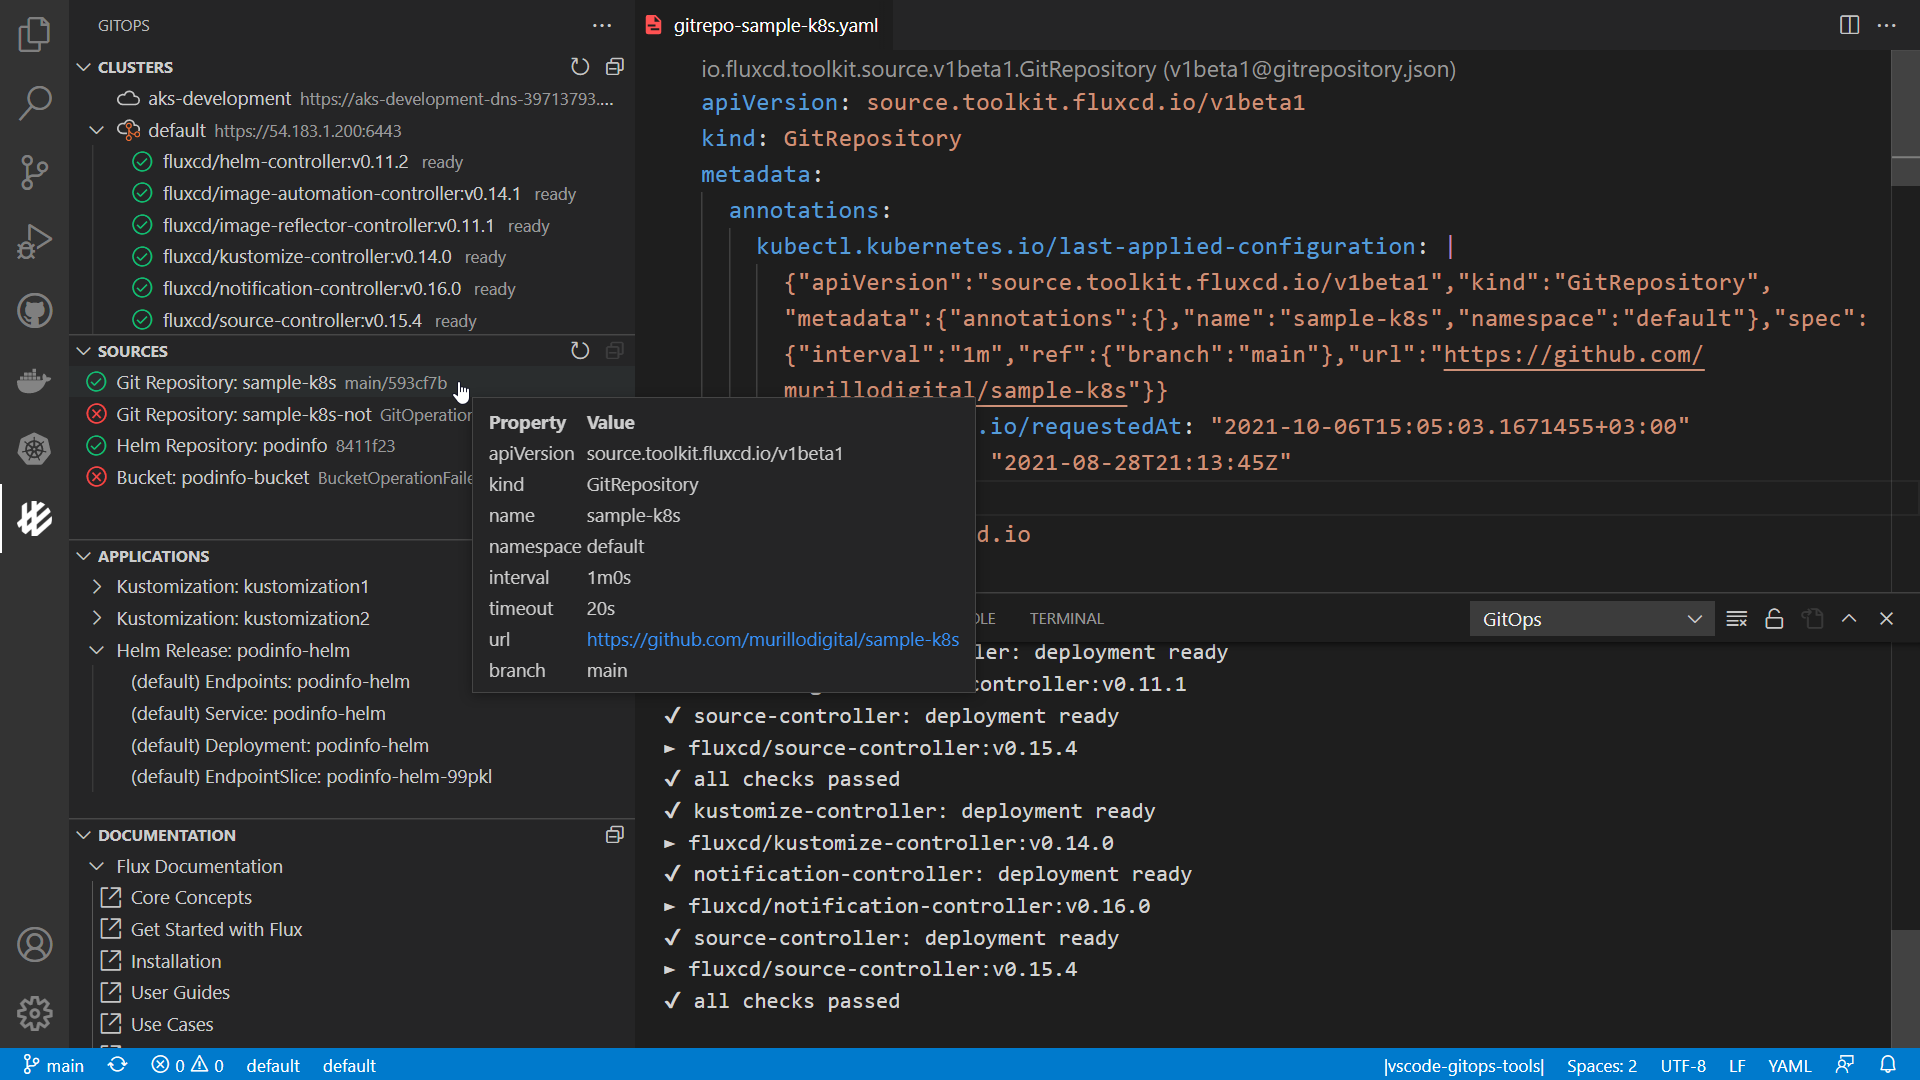 GITOPS
CLUSTERS
aks-development https://aks-development-dns-39713793....
default https://54.183.1.200:6443
fluxcd/helm-controller:v0.11.2 ready
fluxcd/image-automation-controller:v0.14.1 ready
fluxcd/image-reflector-controller:v0.11.1 ready
fluxcd/kustomize-controller:v0.14.0 ready
fluxcd/notification-controller:v0.16.0 ready
fluxcd/source-controller:v0.15.4 ready
SOURCES
Git Repository: sample-k8s main/593cf7b
Git Repository: sample-k8s-not GitOperation
Helm Repository: podinfo 8411f23
Bucket: podinfo-bucket BucketOperationFaile
APPLICATIONS
Kustomization: kustomization1
Kustomization: kustomization2
Helm Release: podinfo-helm
(default) Endpoints: podinfo-helm
(default) Service: podinfo-helm
(default) Deployment: podinfo-helm
(default) EndpointSlice: podinfo-helm-99pkl
DOCUMENTATION
Flux Documentation
Core Concepts
Get Started with Flux
Installation
User Guides
Use Cases
Property Value
apiVersion source.toolkit.fluxcd.io/v1beta1
kind GitRepository
name sample-k8s
namespace default
interval 1m0s
timeout 20s
url https://github.com/murillodigital/sample-k8s
branch main
gitrepo-sample-k8s.yaml
io.fluxcd.toolkit.source.v1beta1.GitRepository (v1beta1@gitrepository.json)
apiVersion: source.toolkit.fluxcd.io/v1beta1
kind: GitRepository
metadata:
annotations:
kubectl.kubernetes.io/last-applied-configuration: |
{"apiVersion":"source.toolkit.fluxcd.io/v1beta1","kind":"GitRepository",
"metadata":{"annotations":{},"name":"sample-k8s","namespace":"default"},"spec":
{"interval":"1m","ref":{"branch":"main"},"url":"https://github.com/
murillodigital/sample-k8s"}}
.io/requestedAt: "2021-10-06T15:05:03.1671455+03:00"
"2021-08-28T21:13:45Z"
d.io
OLE TERMINAL GitOps
ler: deployment ready
controller:v0.11.1
✔ source-controller: deployment ready
► fluxcd/source-controller:v0.15.4
✔ all checks passed
✔ kustomize-controller: deployment ready
► fluxcd/kustomize-controller:v0.14.0
✔ notification-controller: deployment ready
► fluxcd/notification-controller:v0.16.0
✔ source-controller: deployment ready
► fluxcd/source-controller:v0.15.4
✔ all checks passed
main 0 0 default default |vscode-gitops-tools| Spaces: 2 UTF-8 LF YAML